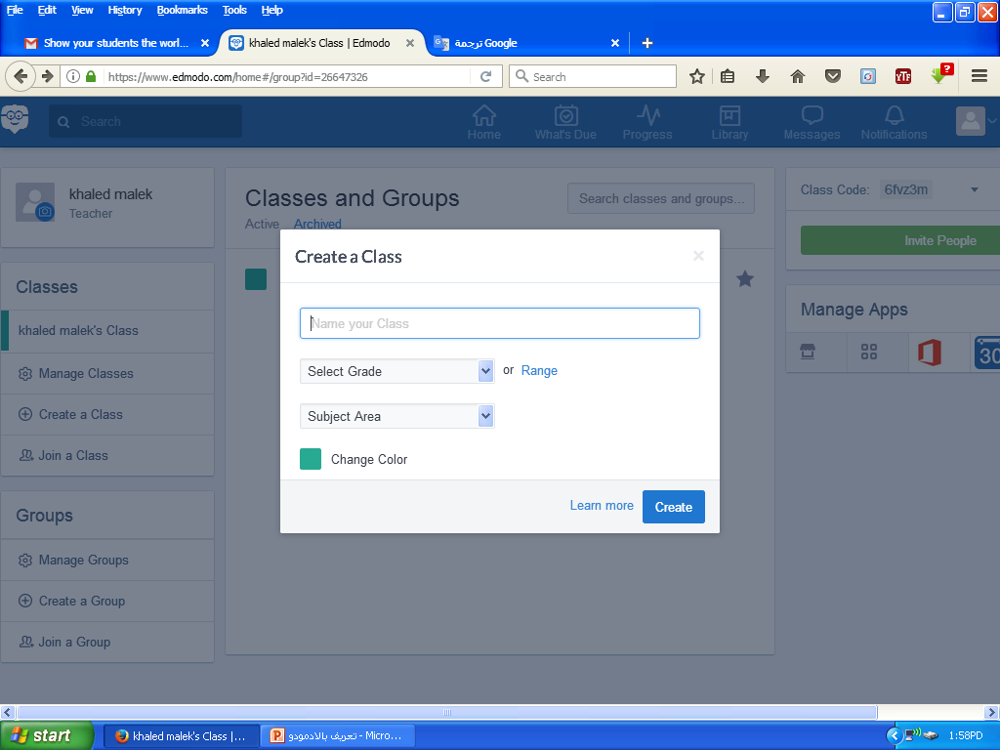 File Edit View History Bookmarks Tools Help
Show your students the worl...
khaled malek's Class | Edmodo
ترجمة Google
https://www.edmodo.com/home#/group?id=26647326
Search
YTF
?
Search
Home
What's Due
Progress
Library
Messages
Notifications
khaled malek
Teacher
Classes
khaled malek's Class
Manage Classes
Create a Class
Join a Class
Groups
Manage Groups
Create a Group
Join a Group
Classes and Groups
Search classes and groups...
Active Archived
Create a Class
Name your Class
Select Grade or Range
Subject Area
Change Color
Learn more Create
Class Code: 6fvz3m
Invite People
Manage Apps
30
start
khaled malek's Class |...
تعريف بالادمودو - Micro...
1:58PD